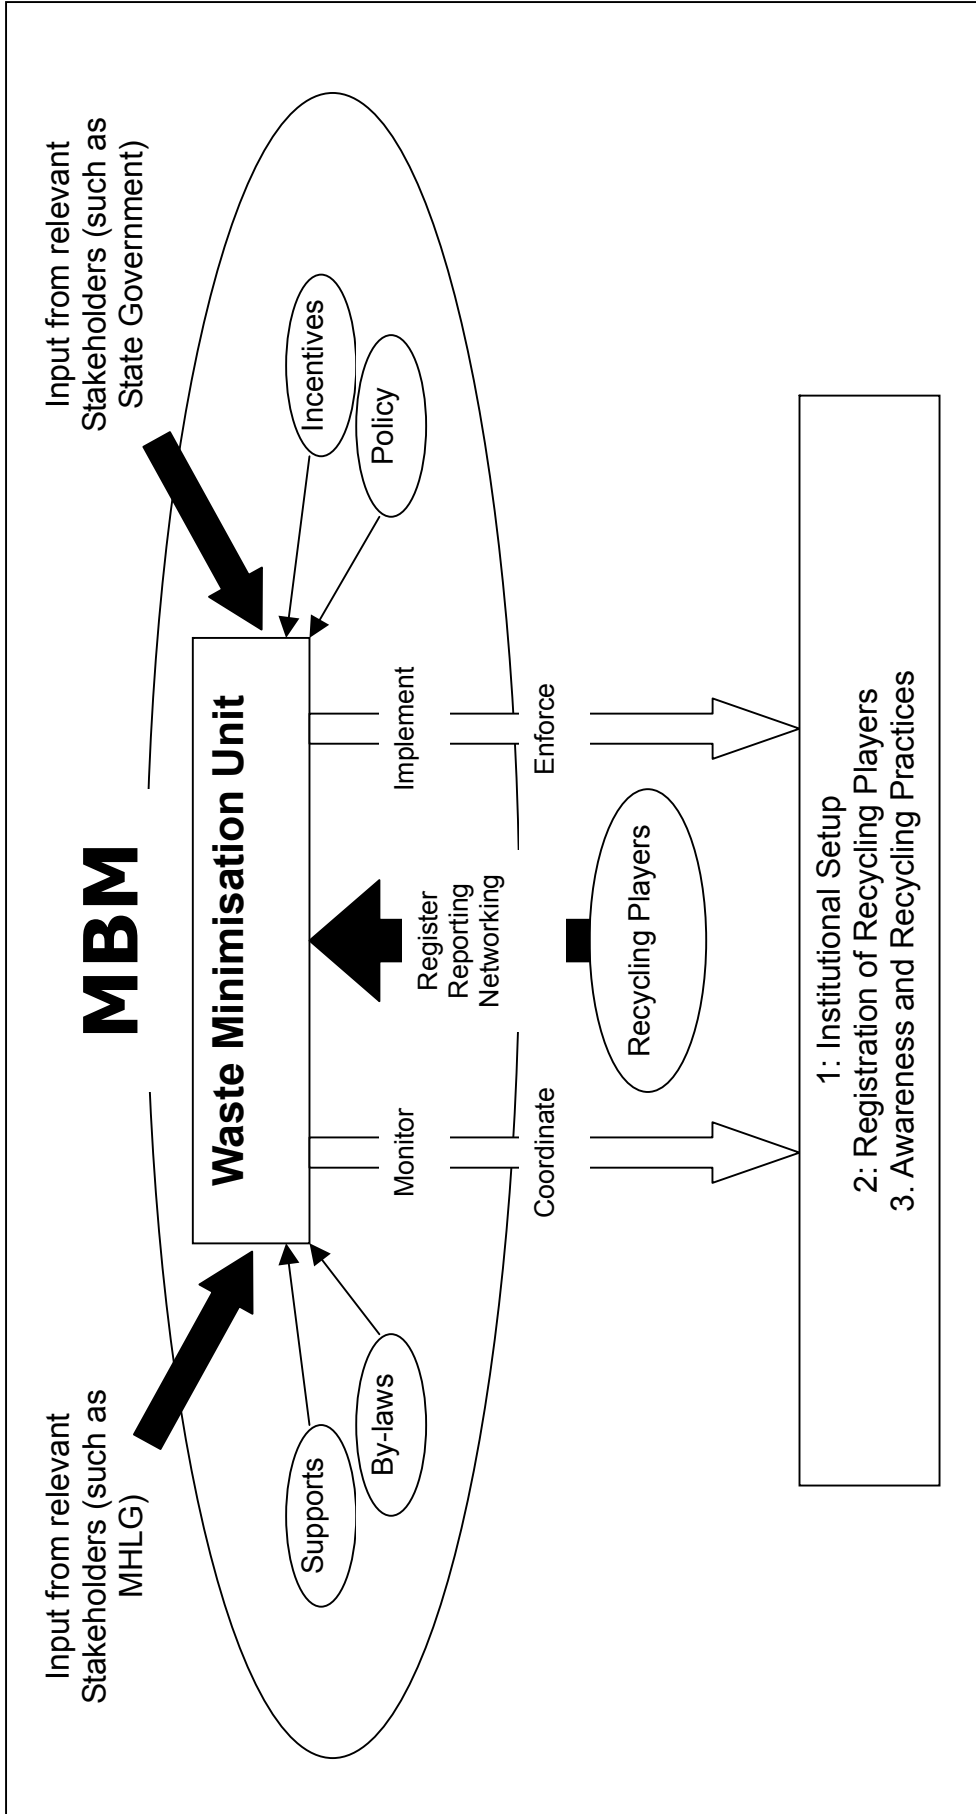 MBM
Input from relevant
Stakeholders (such as
MHLG)
Input from relevant
Stakeholders (such as
State Government)
Waste Minimisation Unit
Supports
By-laws
Incentives
Policy
Monitor
Coordinate
Register
Reporting
Networking
Implement
Enforce
Recycling Players
1: Institutional Setup
2: Registration of Recycling Players
3. Awareness and Recycling Practices